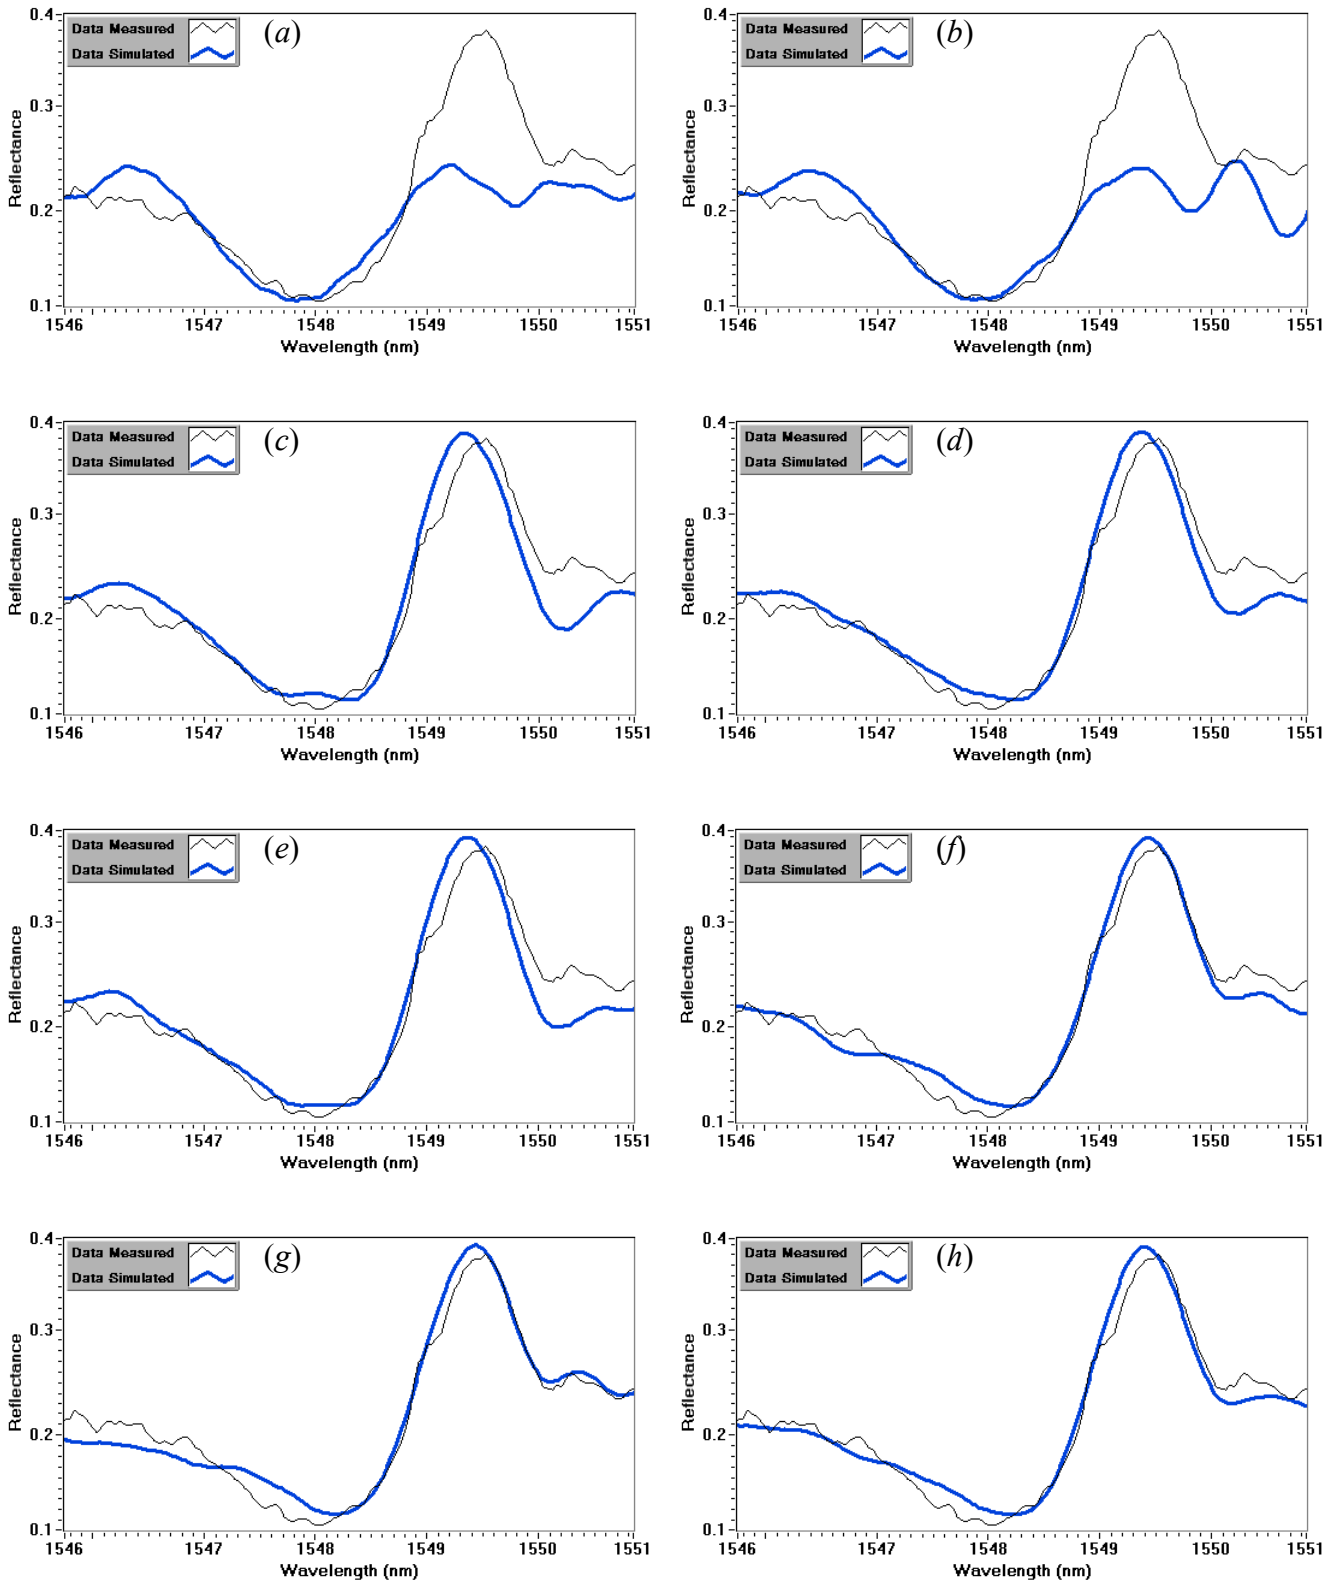 Data Measured
Data Simulated
(a)
0.4
0.3
0.2
0.1
Reflectance
1546 1547 1548 1549 1550 1551
Wavelength (nm)
Data Measured
Data Simulated
(b)
0.4
0.3
0.2
0.1
Reflectance
1546 1547 1548 1549 1550 1551
Wavelength (nm)
Data Measured
Data Simulated
(c)
0.4
0.3
0.2
0.1
Reflectance
1546 1547 1548 1549 1550 1551
Wavelength (nm)
Data Measured
Data Simulated
(d)
0.4
0.3
0.2
0.1
Reflectance
1546 1547 1548 1549 1550 1551
Wavelength (nm)
Data Measured
Data Simulated
(e)
0.4
0.3
0.2
0.1
Reflectance
1546 1547 1548 1549 1550 1551
Wavelength (nm)
Data Measured
Data Simulated
(f)
0.4
0.3
0.2
0.1
Reflectance
1546 1547 1548 1549 1550 1551
Wavelength (nm)
Data Measured
Data Simulated
(g)
0.4
0.3
0.2
0.1
Reflectance
1546 1547 1548 1549 1550 1551
Wavelength (nm)
Data Measured
Data Simulated
(h)
0.4
0.3
0.2
0.1
Reflectance
1546 1547 1548 1549 1550 1551
Wavelength (nm)